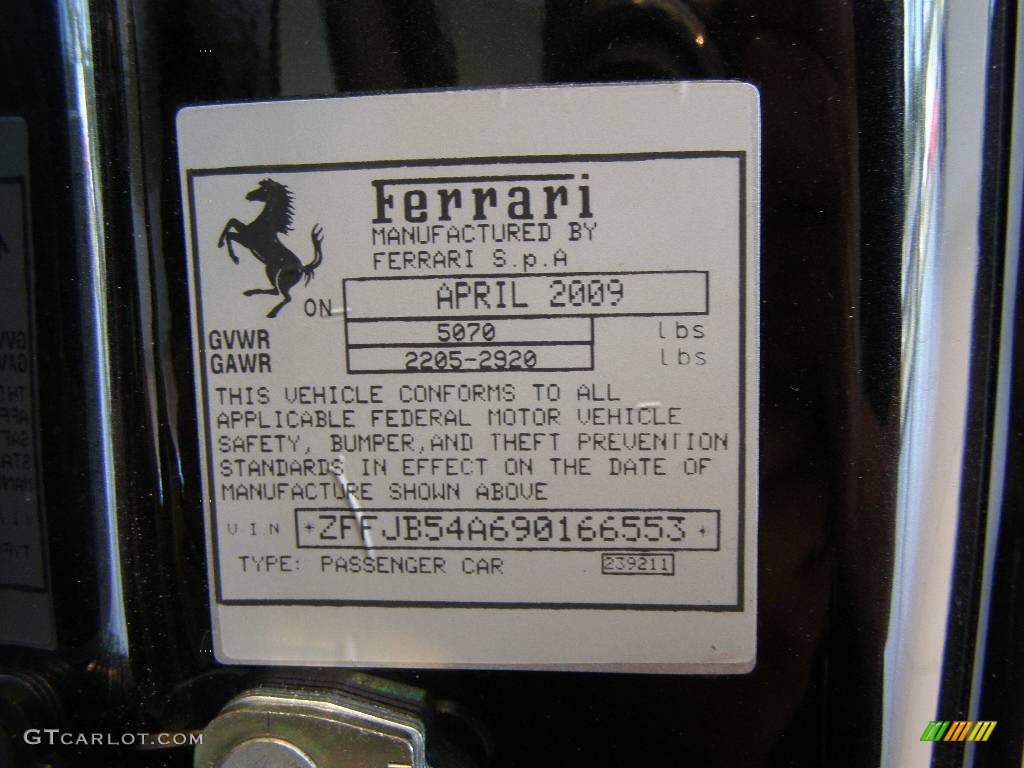 Ferrari
MANUFACTURED BY
FERRARI S.p.A
ON APRIL 2009
GVWR 5070 lbs
GAWR 2205-2920 lbs
THIS VEHICLE CONFORMS TO ALL
APPLICABLE FEDERAL MOTOR VEHICLE
SAFETY, BUMPER,AND THEFT PREVENTION
STANDARDS IN EFFECT ON THE DATE OF
MANUFACTURE SHOWN ABOVE
VIN +ZFFJB54A690166553+
TYPE: PASSENGER CAR 239211
GTCARLOT.COM